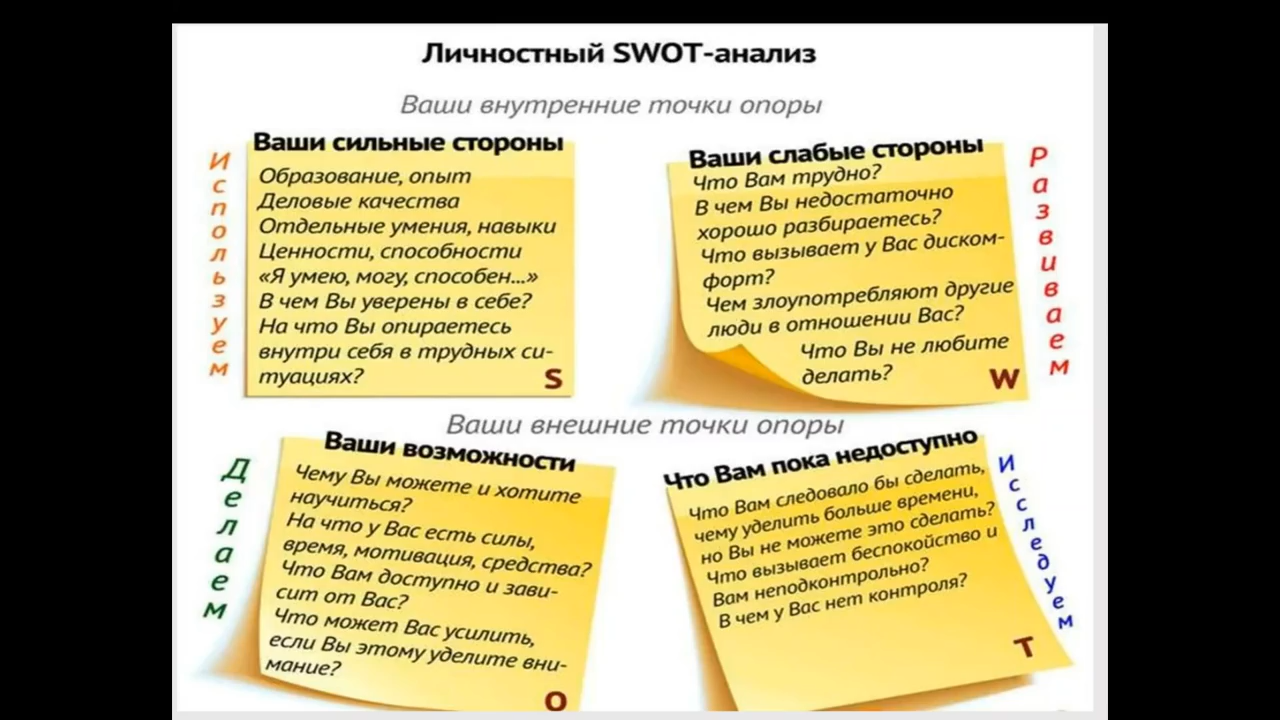 Личностный SWOT-анализ
Ваши внутренние точки опоры
Используем
Ваши сильные стороны
Образование, опыт
Деловые качества
Отдельные умения, навыки
Ценности, способности
«Я умею, могу, способен...»
В чем Вы уверены в себе?
На что Вы опираетесь
внутри себя в трудных си-
туациях?
S
Ваши слабые стороны
Что Вам трудно?
В чем Вы недостаточно
хорошо разбираетесь?
Что вызывает у Вас диском-
форт?
Чем злоупотребляют другие
люди в отношении Вас?
Что Вы не любите
делать?
W
Развиваем
Ваши внешние точки опоры
Делаем
Ваши возможности
Чему Вы можете и хотите
научиться?
На что у Вас есть силы,
время, мотивация, средства?
Что Вам доступно и зави-
сит от Вас?
Что может Вас усилить,
если Вы этому уделите вни-
мание?
O
Что Вам пока недоступно
Что Вам следовало бы сделать,
чему уделить больше времени,
но Вы не можете это сделать?
Что вызывает беспокойство и
Вам неподконтрольно?
В чем у Вас нет контроля?
T
Исследуем